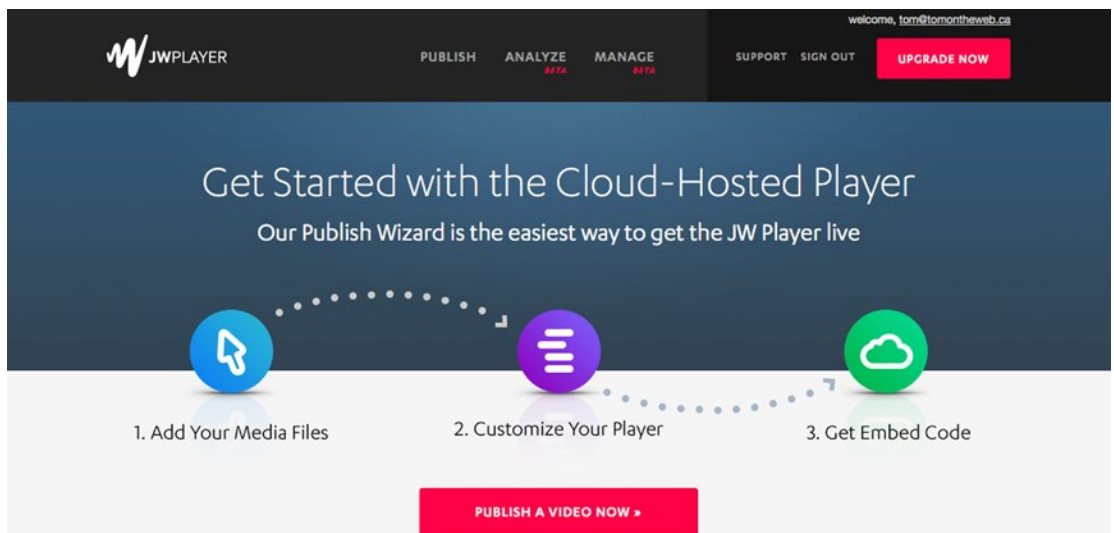 welcome, tom@tomontheweb.ca
JWPLAYER
PUBLISH ANALYZE MANAGE SUPPORT SIGN OUT UPGRADE NOW
BETA BETA
Get Started with the Cloud-Hosted Player
Our Publish Wizard is the easiest way to get the JW Player live
1. Add Your Media Files 2. Customize Your Player 3. Get Embed Code
PUBLISH A VIDEO NOW »